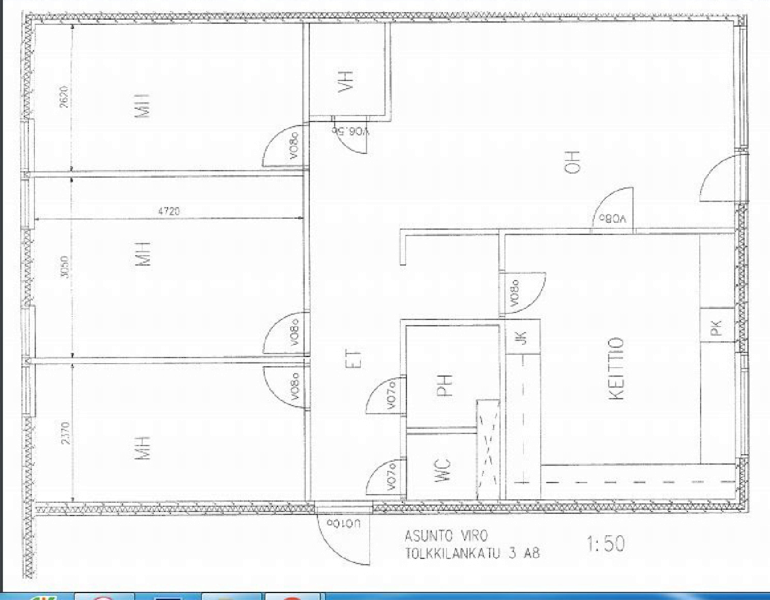 MH
2620
VO8o
VH
VO6.5o
OH
VO8o
4720
MH
3050
VO8o
VO8o
JK
PK
KEITTIO
ET
VO8o
MH
2370
PH
VO7o
WC
VO7o
UO10o
ASUNTO VIRO
TOLKKILANKATU 3 A8
1:50